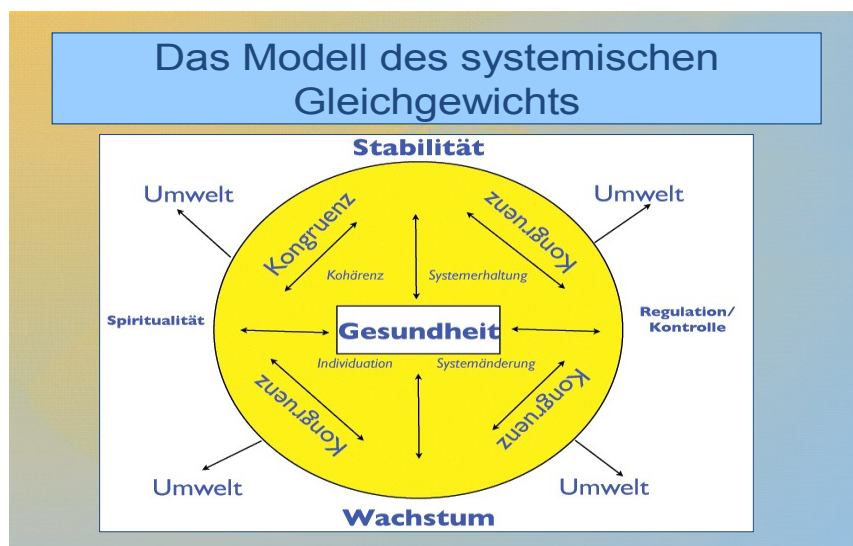 Das Modell des systemischen
Gleichgewichts
Stabilität
Umwelt
Umwelt
Kongruenz
Kongruenz
Kohärenz
Systemerhaltung
Spiritualität
Gesundheit
Regulation/
Kontrolle
Individuation
Systemänderung
Kongruenz
Kongruenz
Umwelt
Umwelt
Wachstum